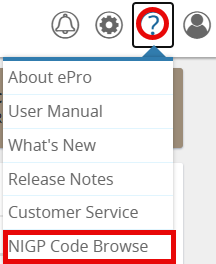 ?
About ePro
User Manual
What's New
Release Notes
Customer Service
NIGP Code Browse